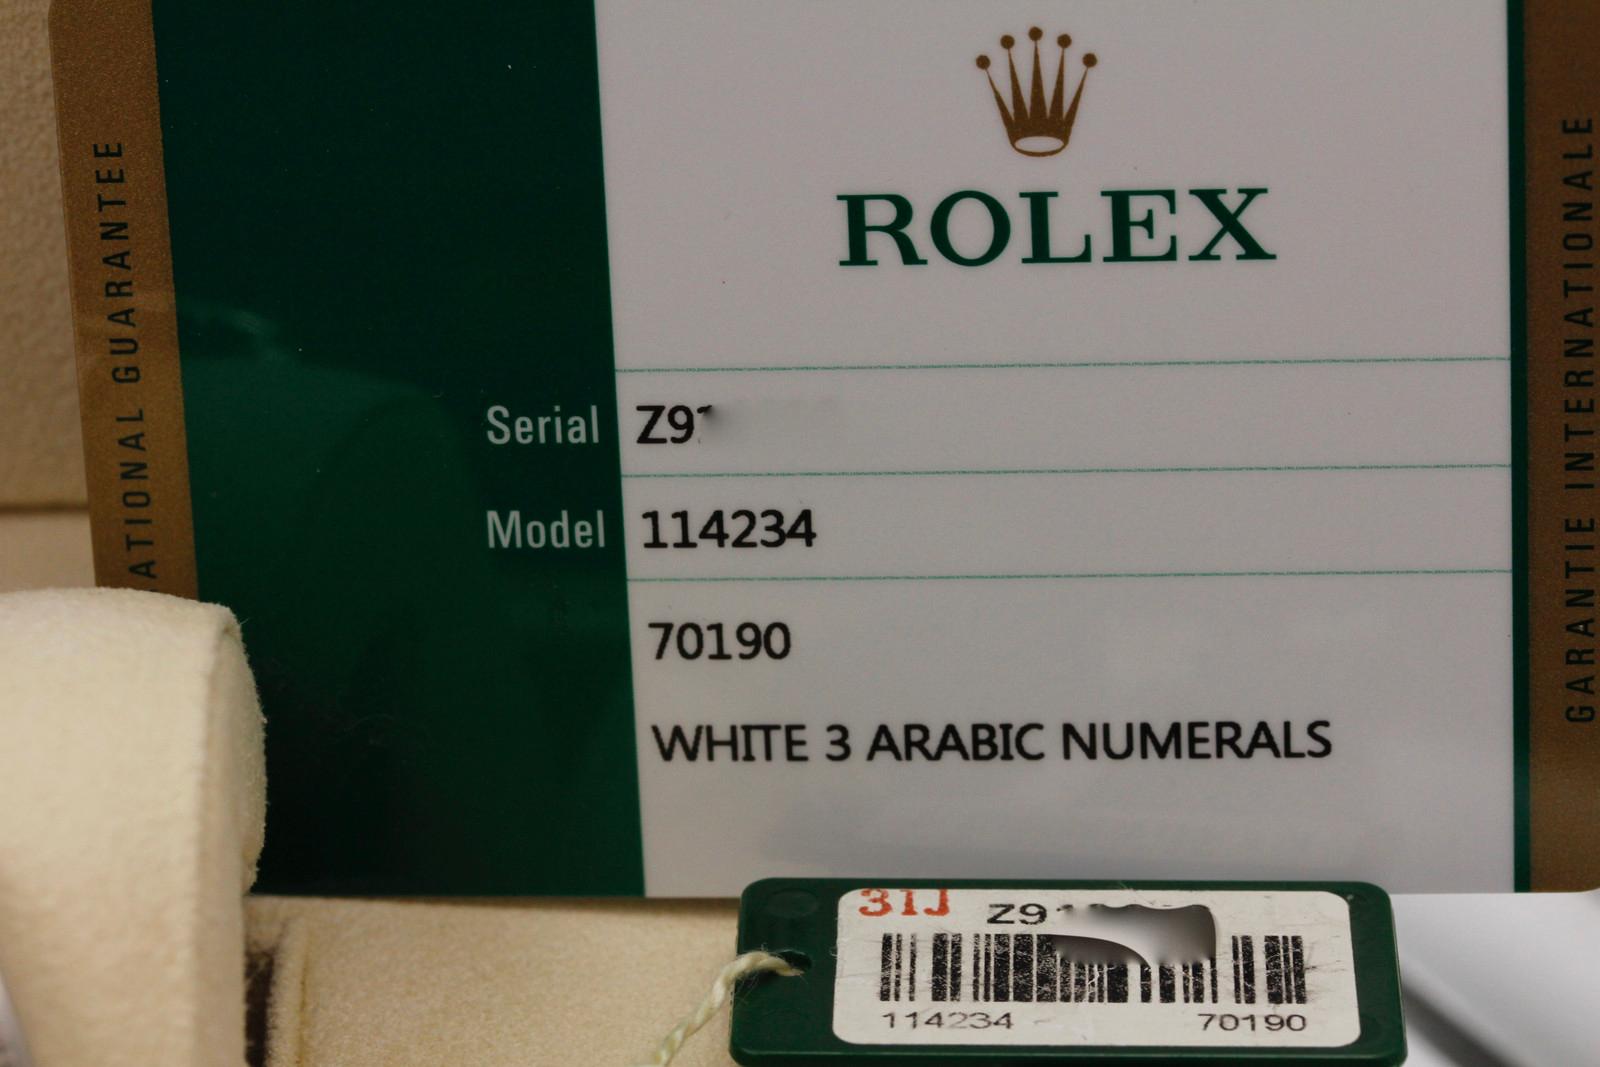 ATIONAL GUARANTEE
ROLEX
Serial Z9
Model 114234
70190
WHITE 3 ARABIC NUMERALS
GARANTIE INTERNATIONALE
31J Z9
114234 70190